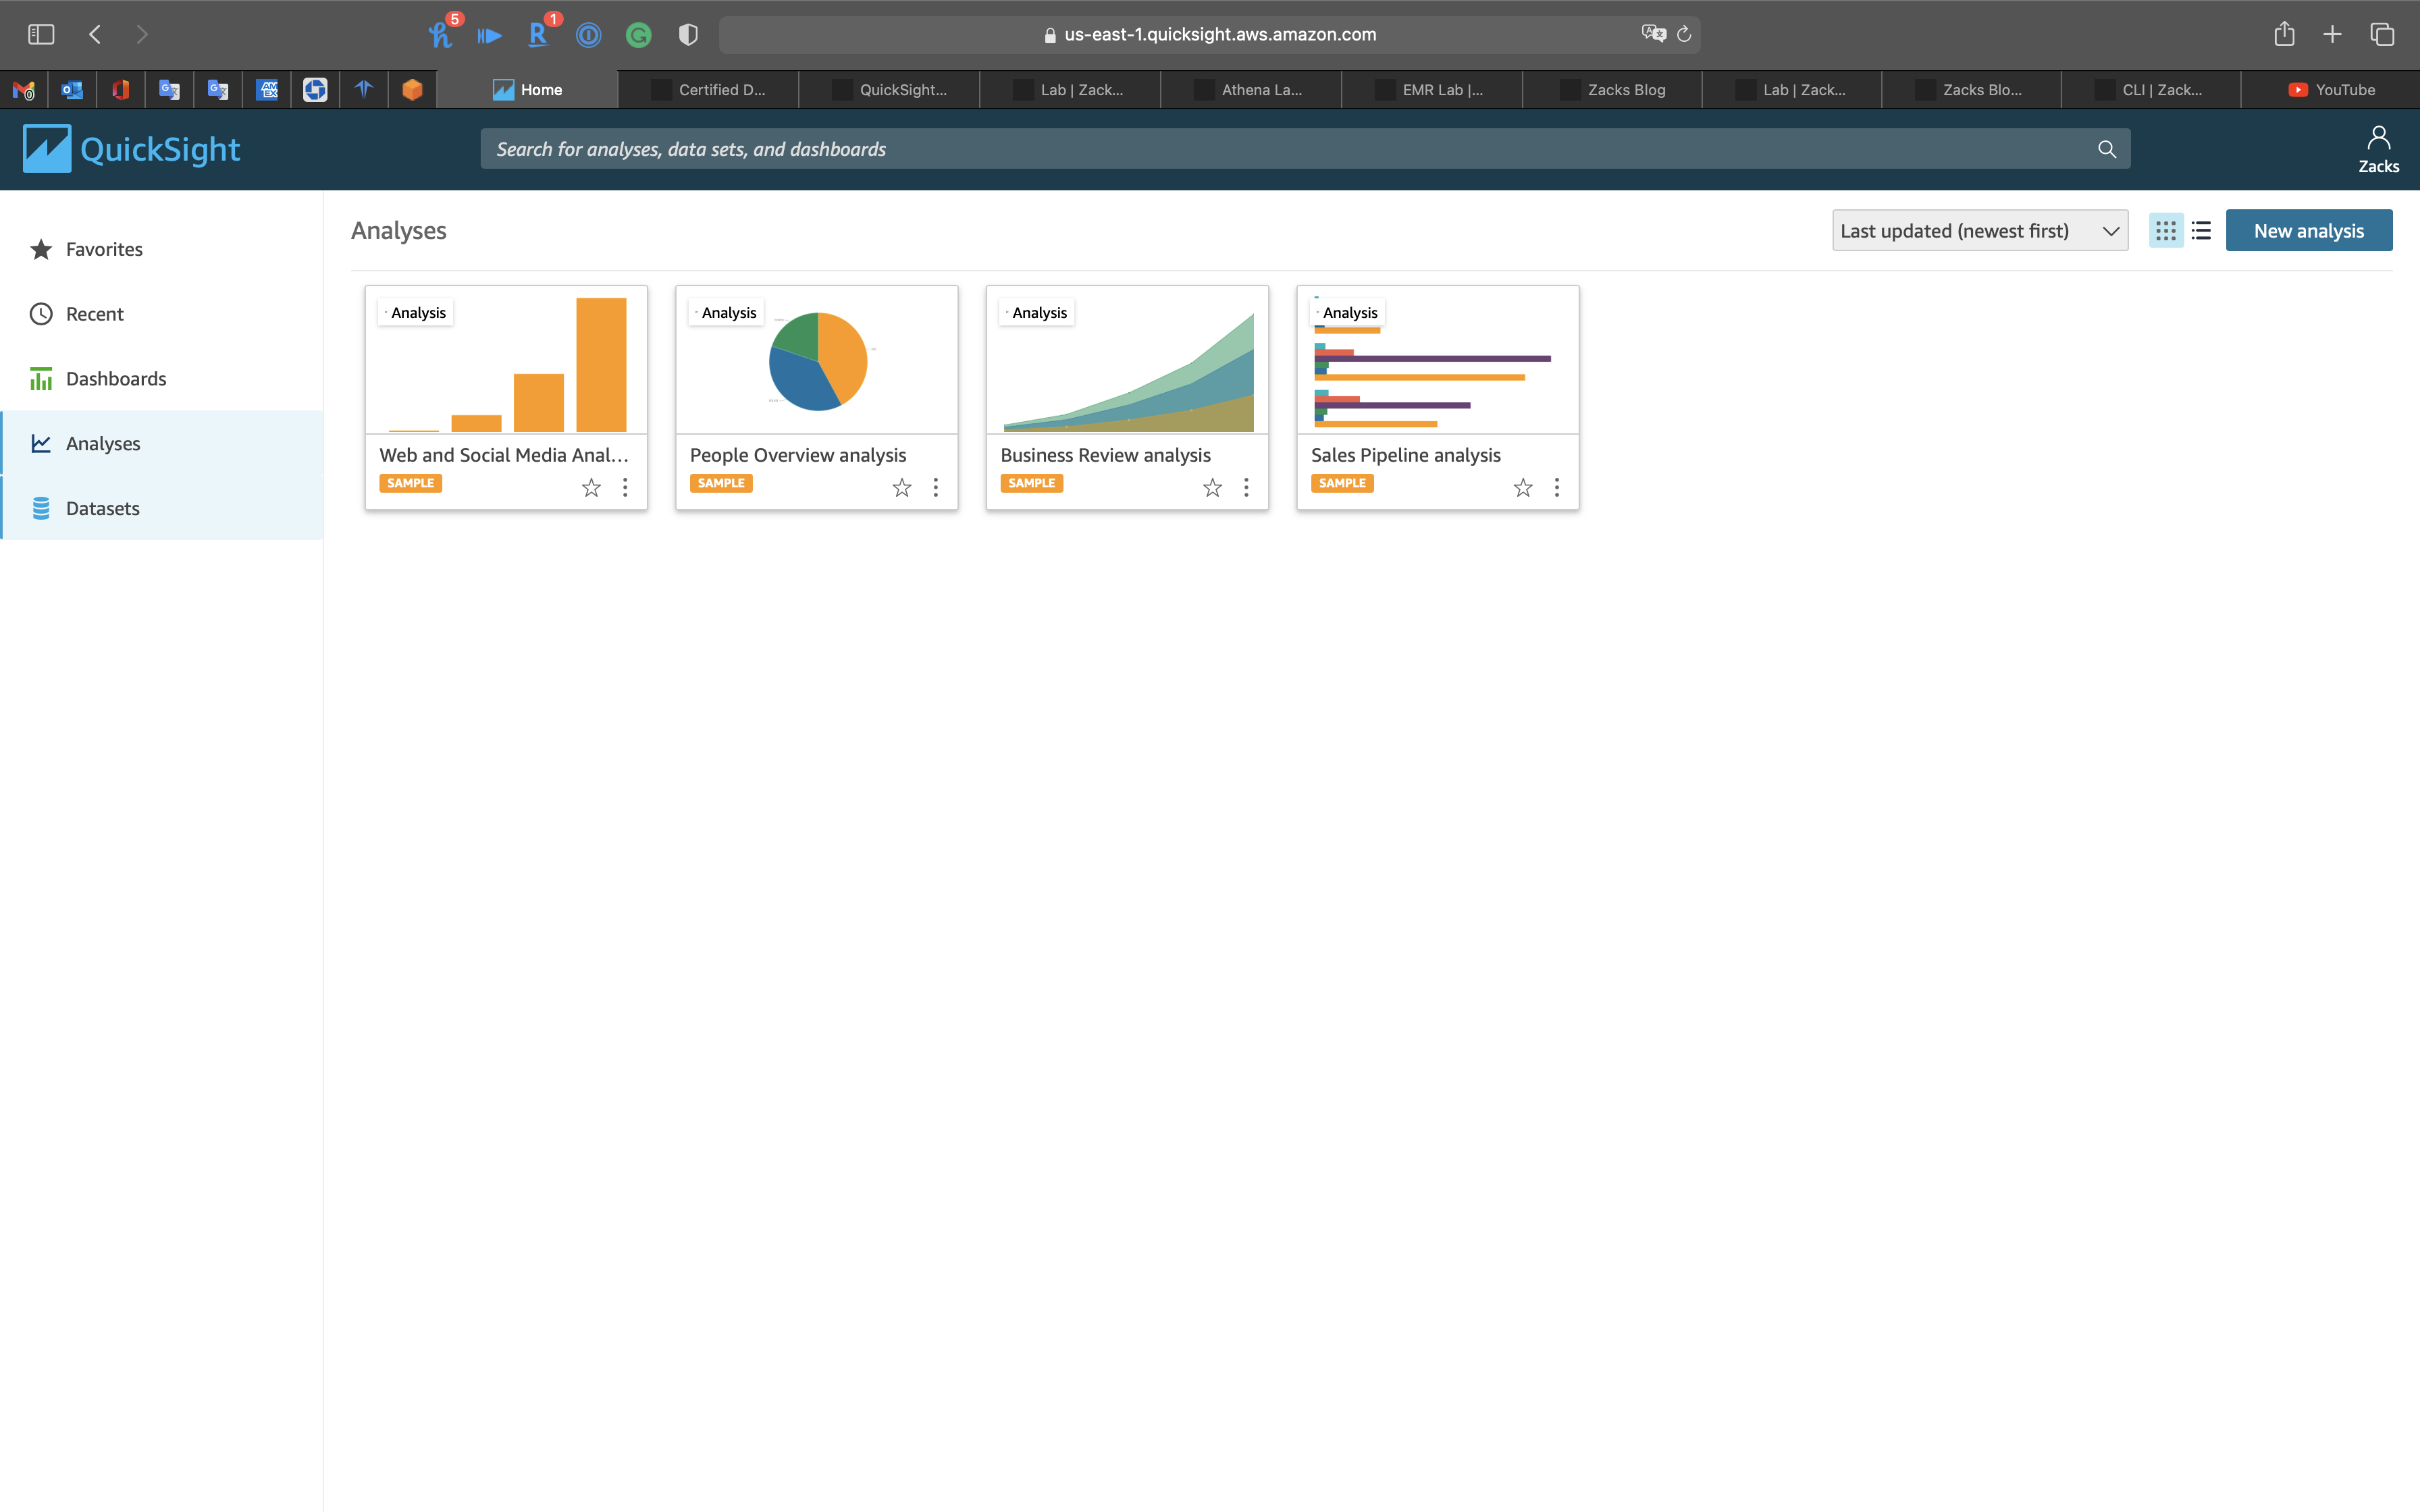 5
1
us-east-1.quicksight.aws.amazon.com
0
AM
EX
Home
Certified D...
QuickSight...
Lab | Zack...
Athena La...
EMR Lab |...
Zacks Blog
Lab | Zack...
Zacks Blo...
CLI | Zack...
YouTube
QuickSight
Search for analyses, data sets, and dashboards
Zacks
Favorites
Recent
Dashboards
Analyses
Datasets
Analyses
Last updated (newest first)
New analysis
Analysis
Analysis
Analysis
Analysis
Web and Social Media Anal...
SAMPLE
People Overview analysis
SAMPLE
Business Review analysis
SAMPLE
Sales Pipeline analysis
SAMPLE